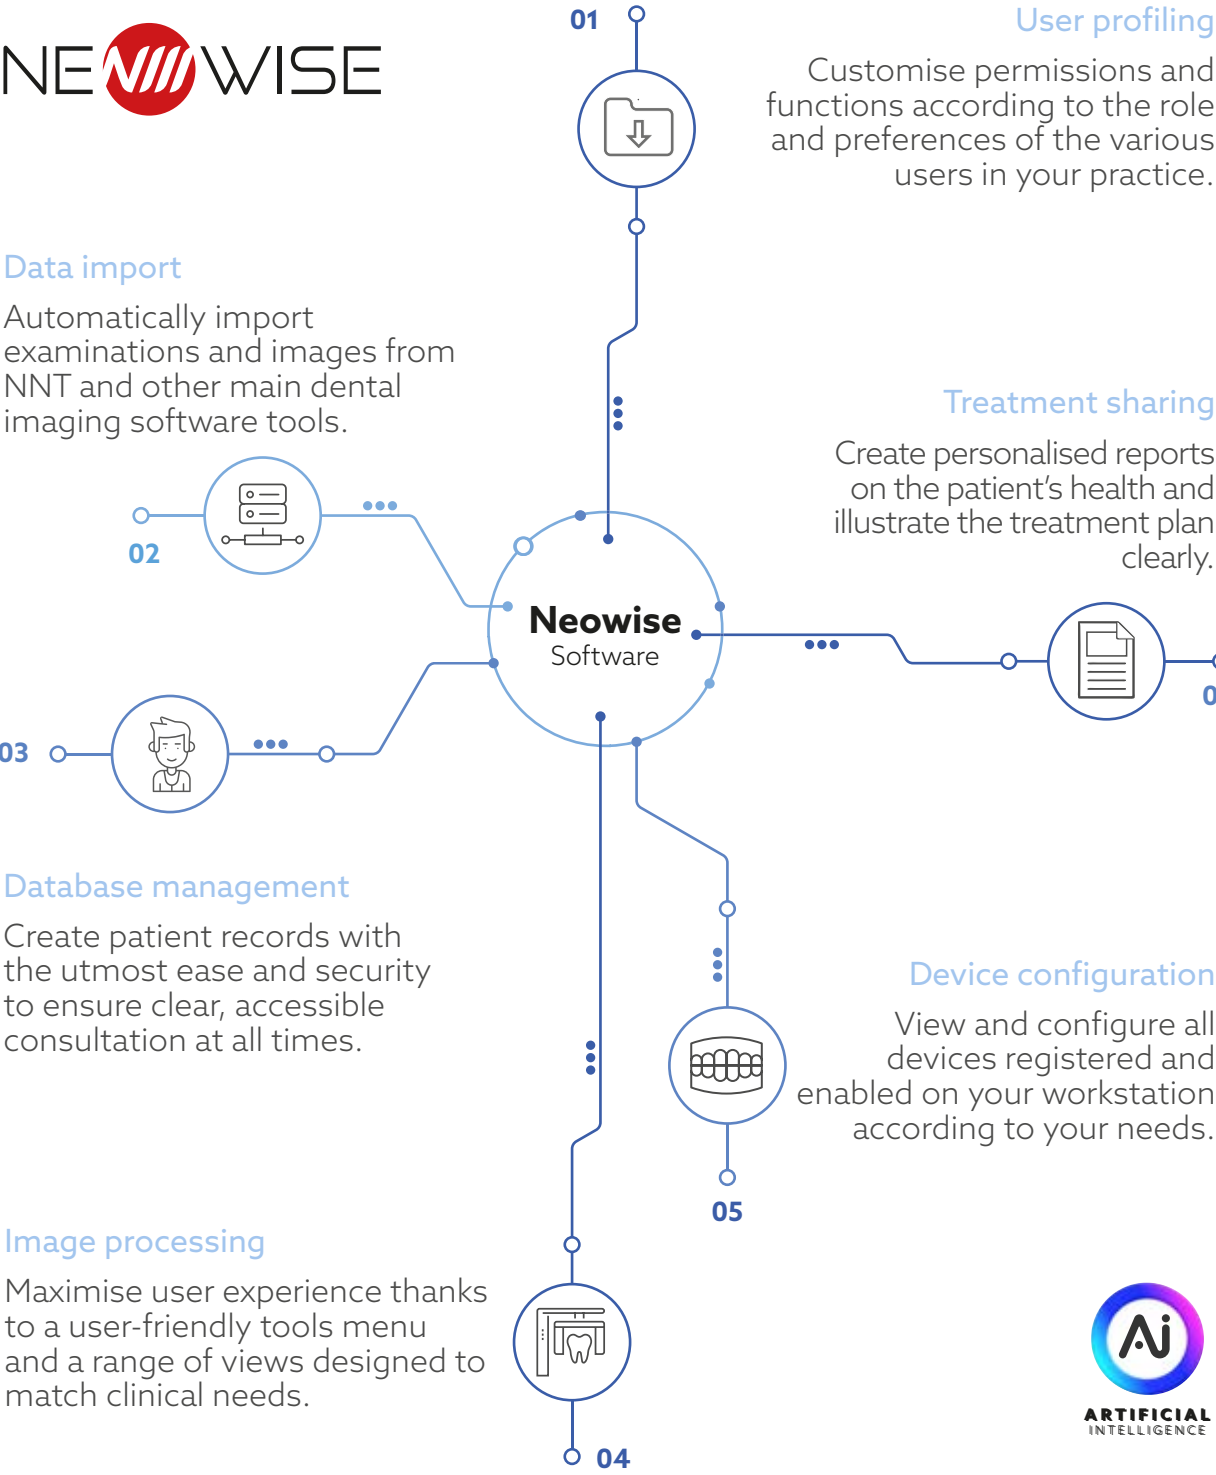 NEWISE
01
User profiling
Customise permissions and
functions according to the role
and preferences of the various
users in your practice.
Data import
Automatically import
examinations and images from
NNT and other main dental
imaging software tools.
02
Treatment sharing
Create personalised reports
on the patient’s health and
illustrate the treatment plan
clearly.
0
Neowise
Software
03
Database management
Create patient records with
the utmost ease and security
to ensure clear, accessible
consultation at all times.
Device configuration
View and configure all
devices registered and
enabled on your workstation
according to your needs.
05
Image processing
Maximise user experience thanks
to a user-friendly tools menu
and a range of views designed to
match clinical needs.
04
Ai
ARTIFICIAL
INTELLIGENCE